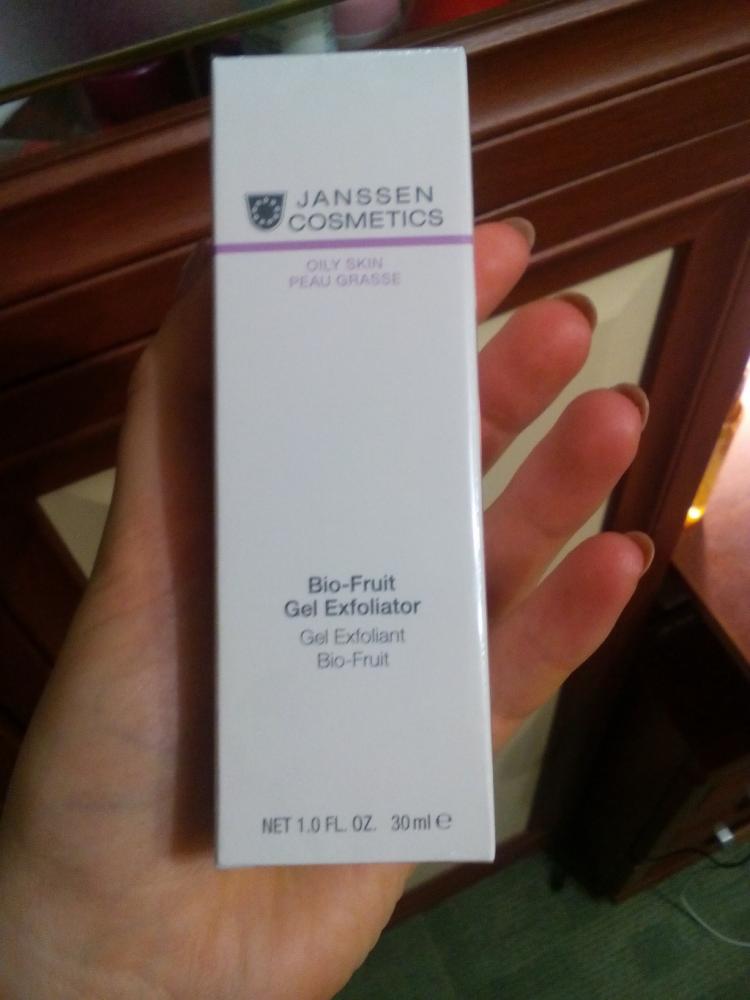 JANSSEN
COSMETICS
OILY SKIN
PEAU GRASSE
Bio-Fruit
Gel Exfoliator
Gel Exfoliant
Bio-Fruit
NET 1.0 FL. OZ. 30 ml ℮